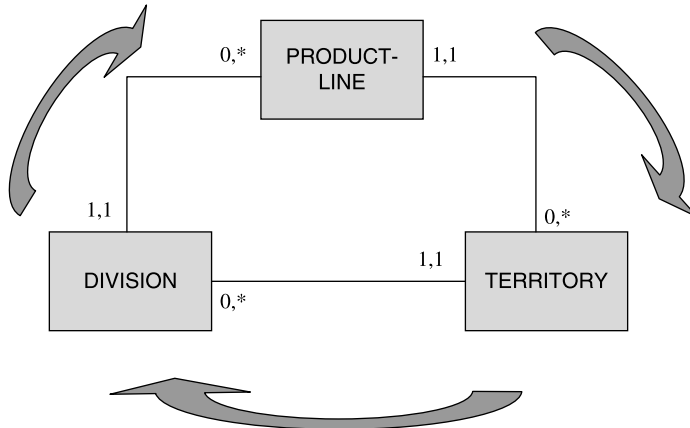 0,*
PRODUCT-
LINE
1,1
1,1
0,*
DIVISION
0,*
1,1
TERRITORY